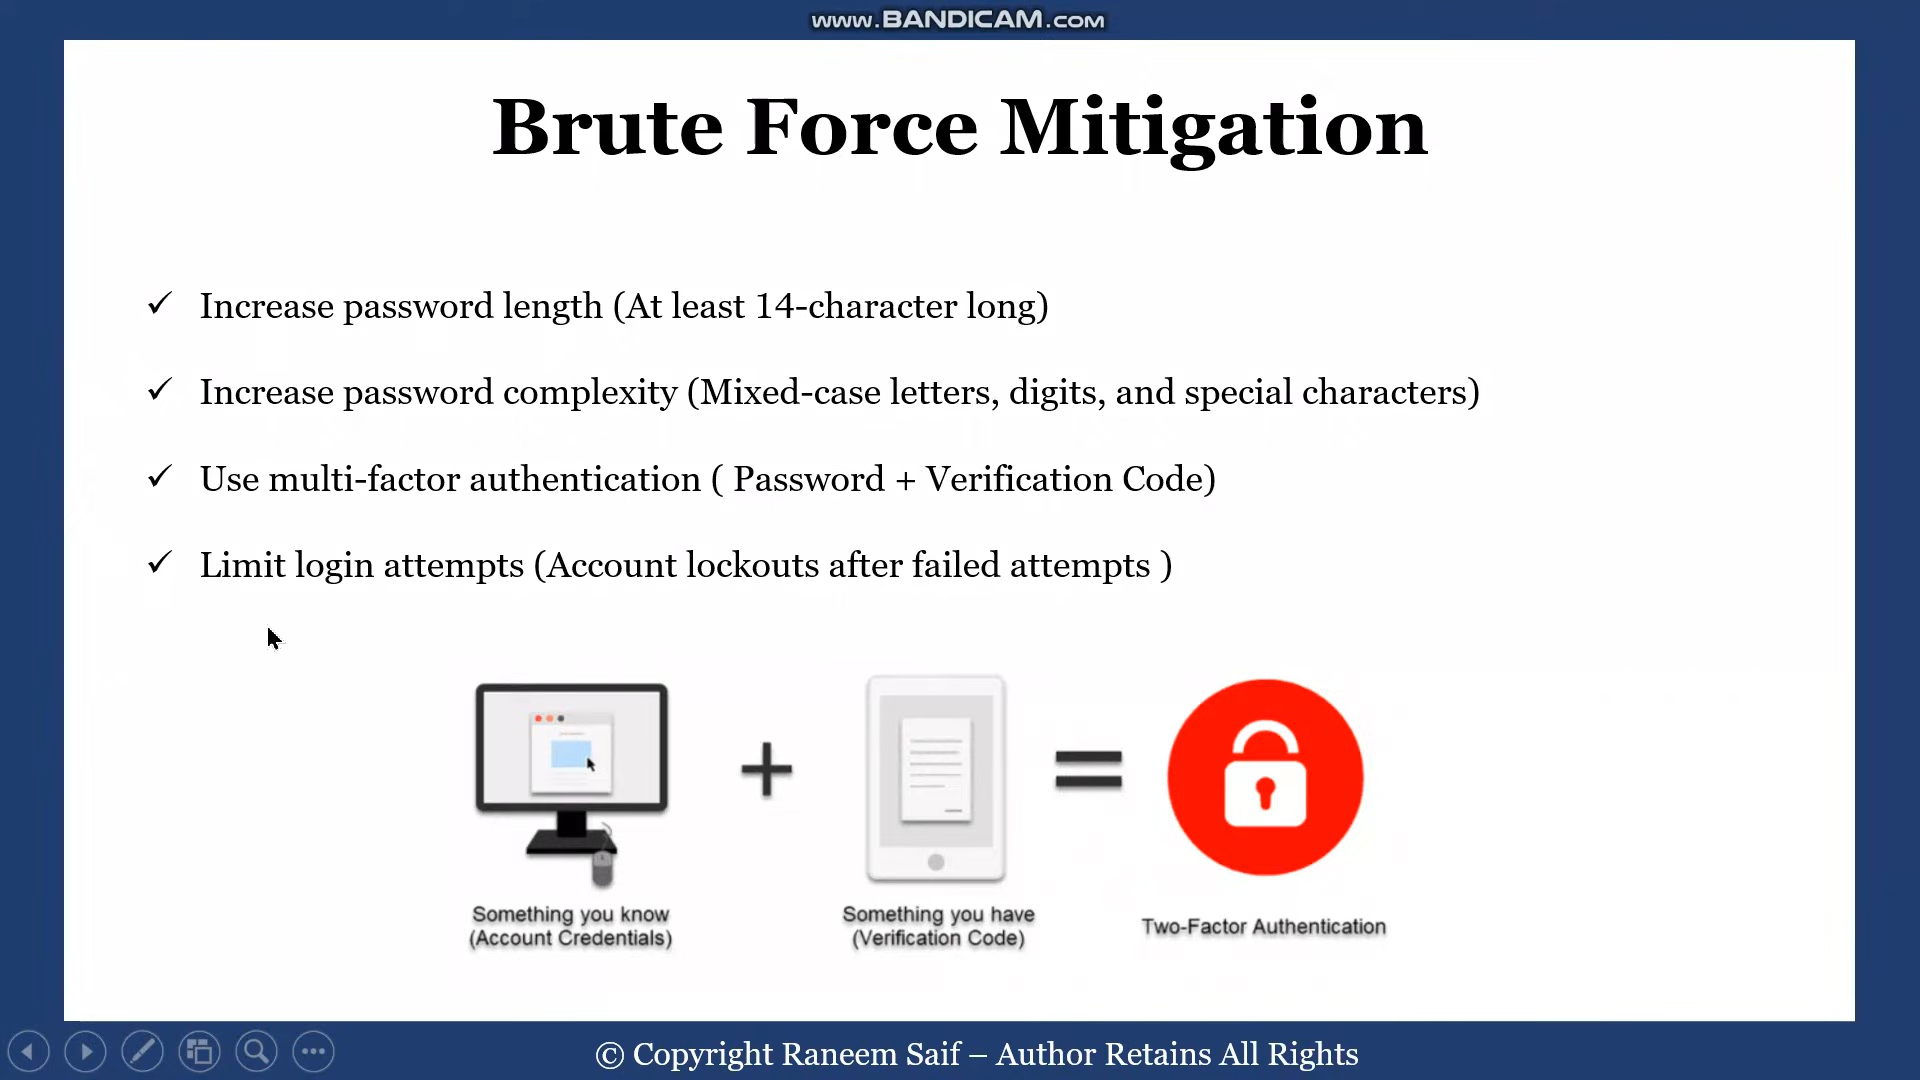 www.BANDICAM.com
Brute Force Mitigation
✓ Increase password length (At least 14-character long)
✓ Increase password complexity (Mixed-case letters, digits, and special characters)
✓ Use multi-factor authentication ( Password + Verification Code)
✓ Limit login attempts (Account lockouts after failed attempts )
+
=
Something you know
(Account Credentials)
Something you have
(Verification Code)
Two-Factor Authentication
© Copyright Raneem Saif – Author Retains All Rights